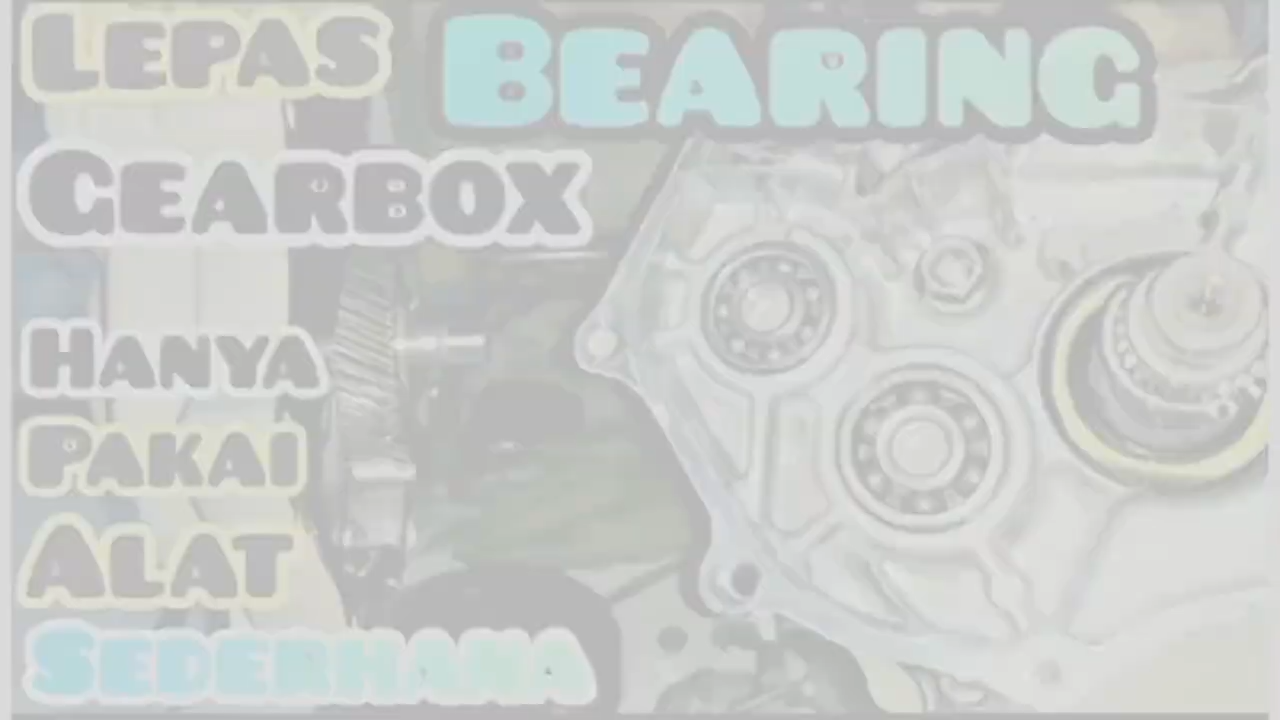 LEPAS BEARING
GEARBOX
HANYA
PAKAI
ALAT
SEDERHANA